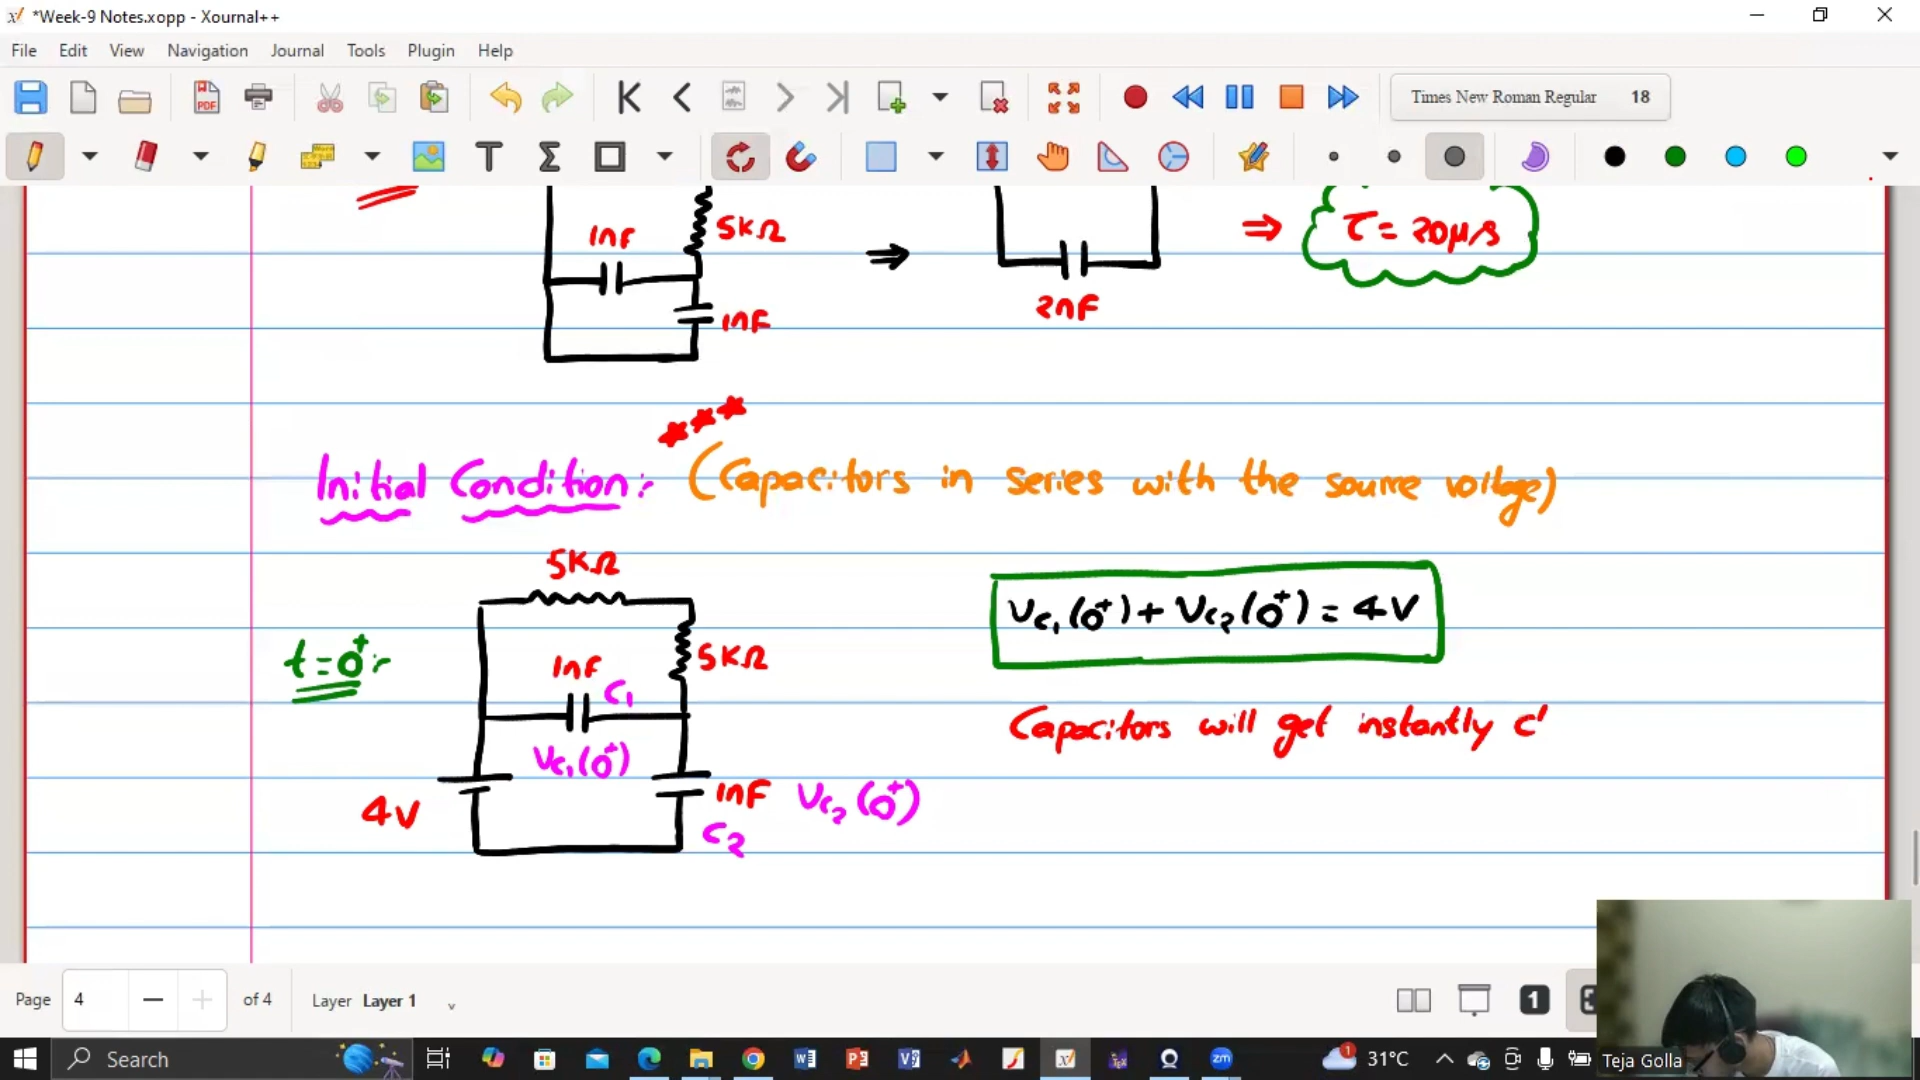 *Week-9 Notes.xopp - Xournal++
File Edit View Navigation Journal Tools Plugin Help
Times New Roman Regular 18
5KΩ
1nF
1nF
⇒
2nF
⇒ τ = 20μs
Initial Condition: (Capacitors in series with the source voltage)
t=0⁺:
5KΩ
5KΩ
1nF
C₁
Vc₁(0⁺)
4V
1nF Vc₂(0⁺)
C₂
Vc₁(0⁺) + Vc₂(0⁺) = 4V
Capacitors will get instantly c
Page 4 of 4 Layer Layer 1
1
Teja Golla
Search
1
31°C